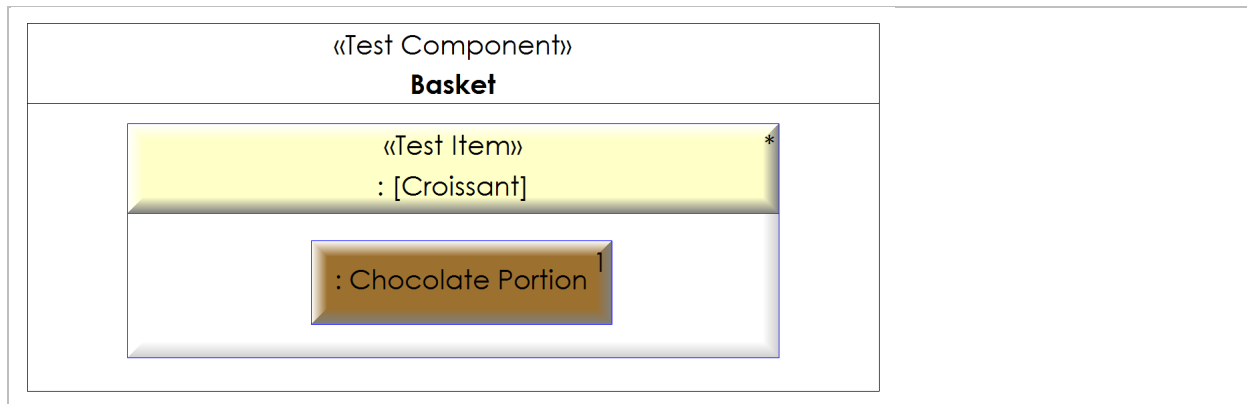 «Test Component»
Basket
«Test Item»
*
: [Croissant]
1
: Chocolate Portion